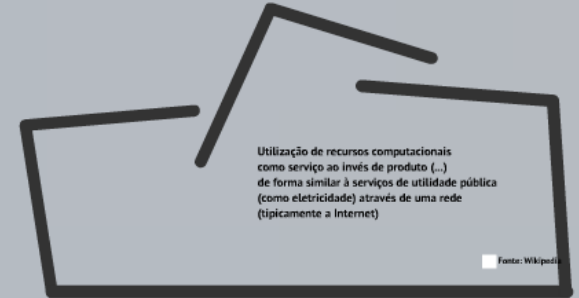 Utilização de recursos computacionais
como serviço ao invés de produto (...)
de forma similar à serviços de utilidade pública
(como eletricidade) através de uma rede
(tipicamente a Internet)
Fonte: Wikipedia